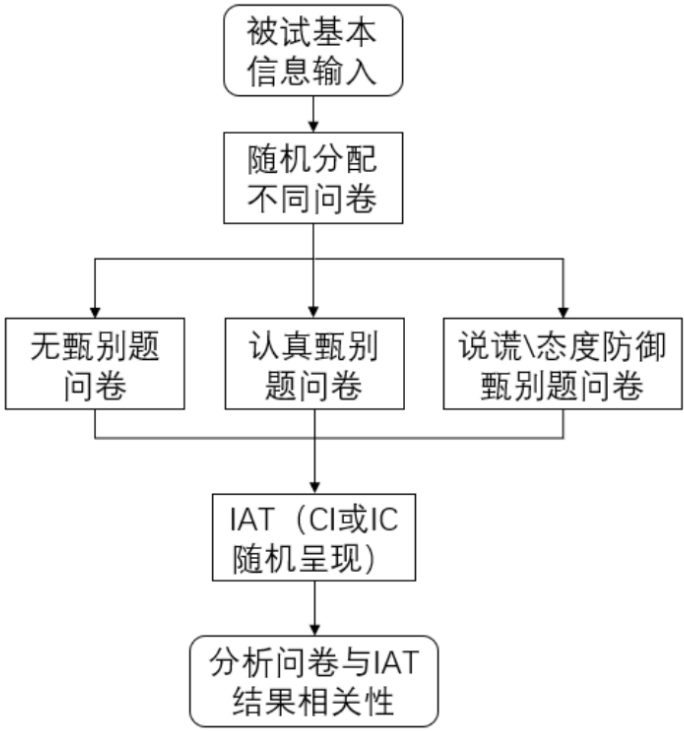 被试基本
信息输入
随机分配
不同问卷
无甄别题
问卷
认真甄别
题问卷
说谎\态度防御
甄别题问卷
IAT（CI或IC
随机呈现）
分析问卷与IAT
结果相关性